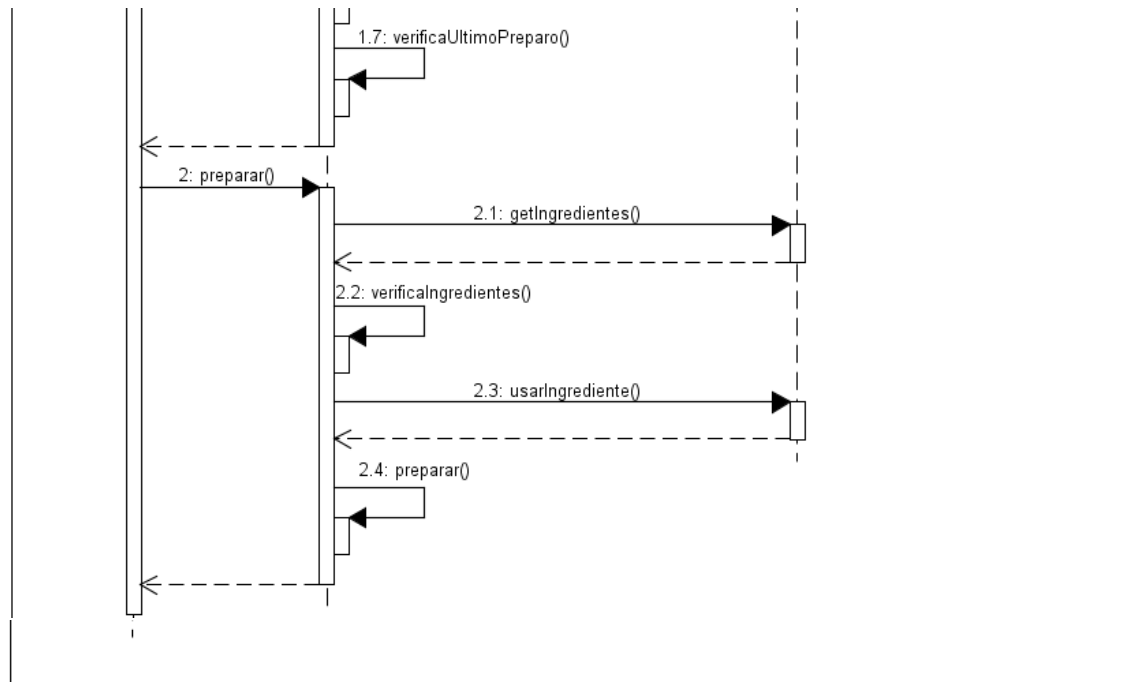 1.7: verificaUltimoPreparo()
2: preparar()
2.1: getIngredientes()
2.2: verificaIngredientes()
2.3: usarIngrediente()
2.4: preparar()